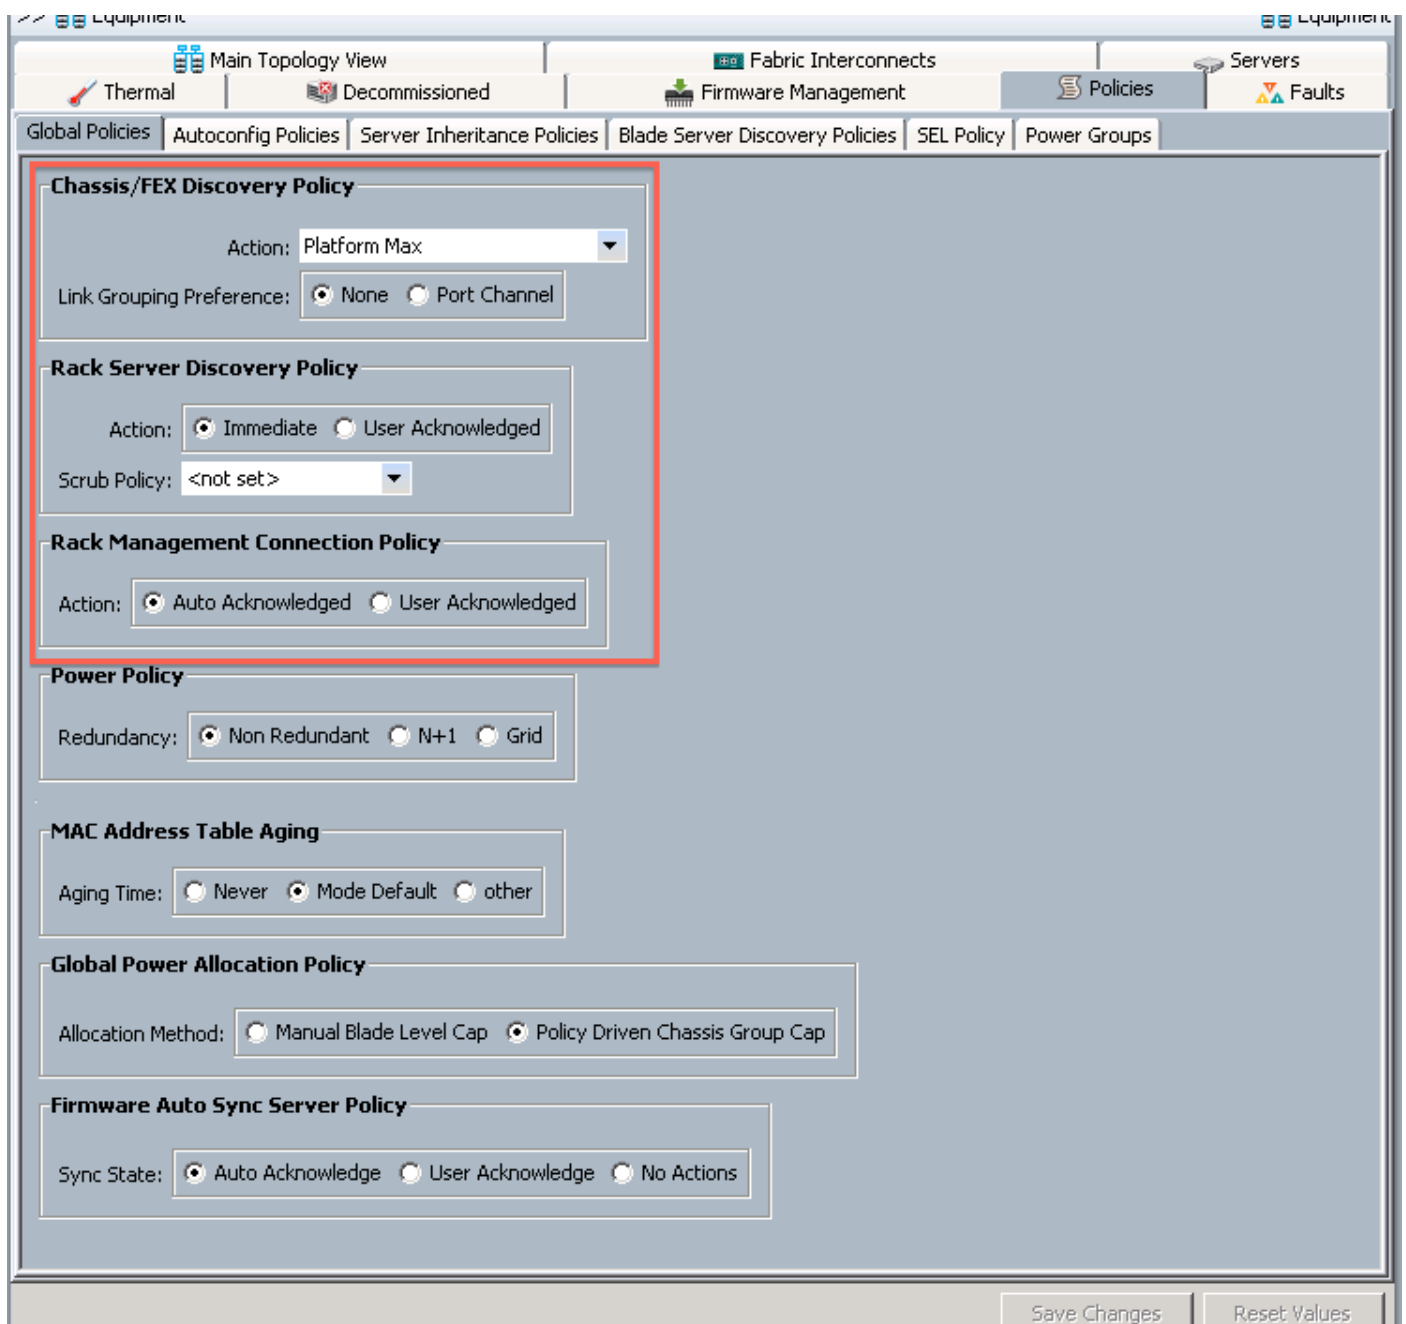 >> Equipment Equipment
Main Topology View Fabric Interconnects Servers
Thermal Decommissioned Firmware Management Policies Faults
Global Policies Autoconfig Policies Server Inheritance Policies Blade Server Discovery Policies SEL Policy Power Groups
Chassis/FEX Discovery Policy
Action: Platform Max
Link Grouping Preference: None Port Channel
Rack Server Discovery Policy
Action: Immediate User Acknowledged
Scrub Policy: <not set>
Rack Management Connection Policy
Action: Auto Acknowledged User Acknowledged
Power Policy
Redundancy: Non Redundant N+1 Grid
MAC Address Table Aging
Aging Time: Never Mode Default other
Global Power Allocation Policy
Allocation Method: Manual Blade Level Cap Policy Driven Chassis Group Cap
Firmware Auto Sync Server Policy
Sync State: Auto Acknowledge User Acknowledge No Actions
Save Changes Reset Values